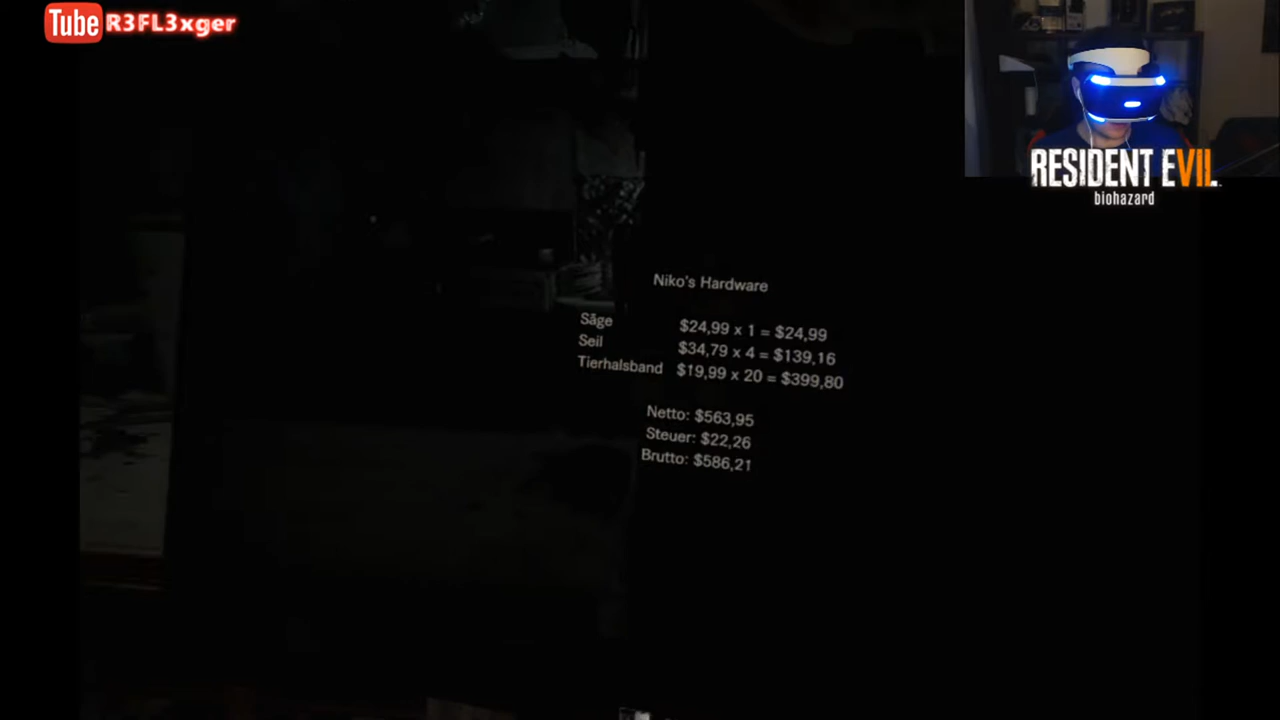 Tube R3FL3xger
RESIDENT EVIL
biohazard
Niko's Hardware
Säge $24,99 x 1 = $24,99
Seil $34,79 x 4 = $139,16
Tierhalsband $19,99 x 20 = $399,80
Netto: $563,95
Steuer: $22,26
Brutto: $586,21